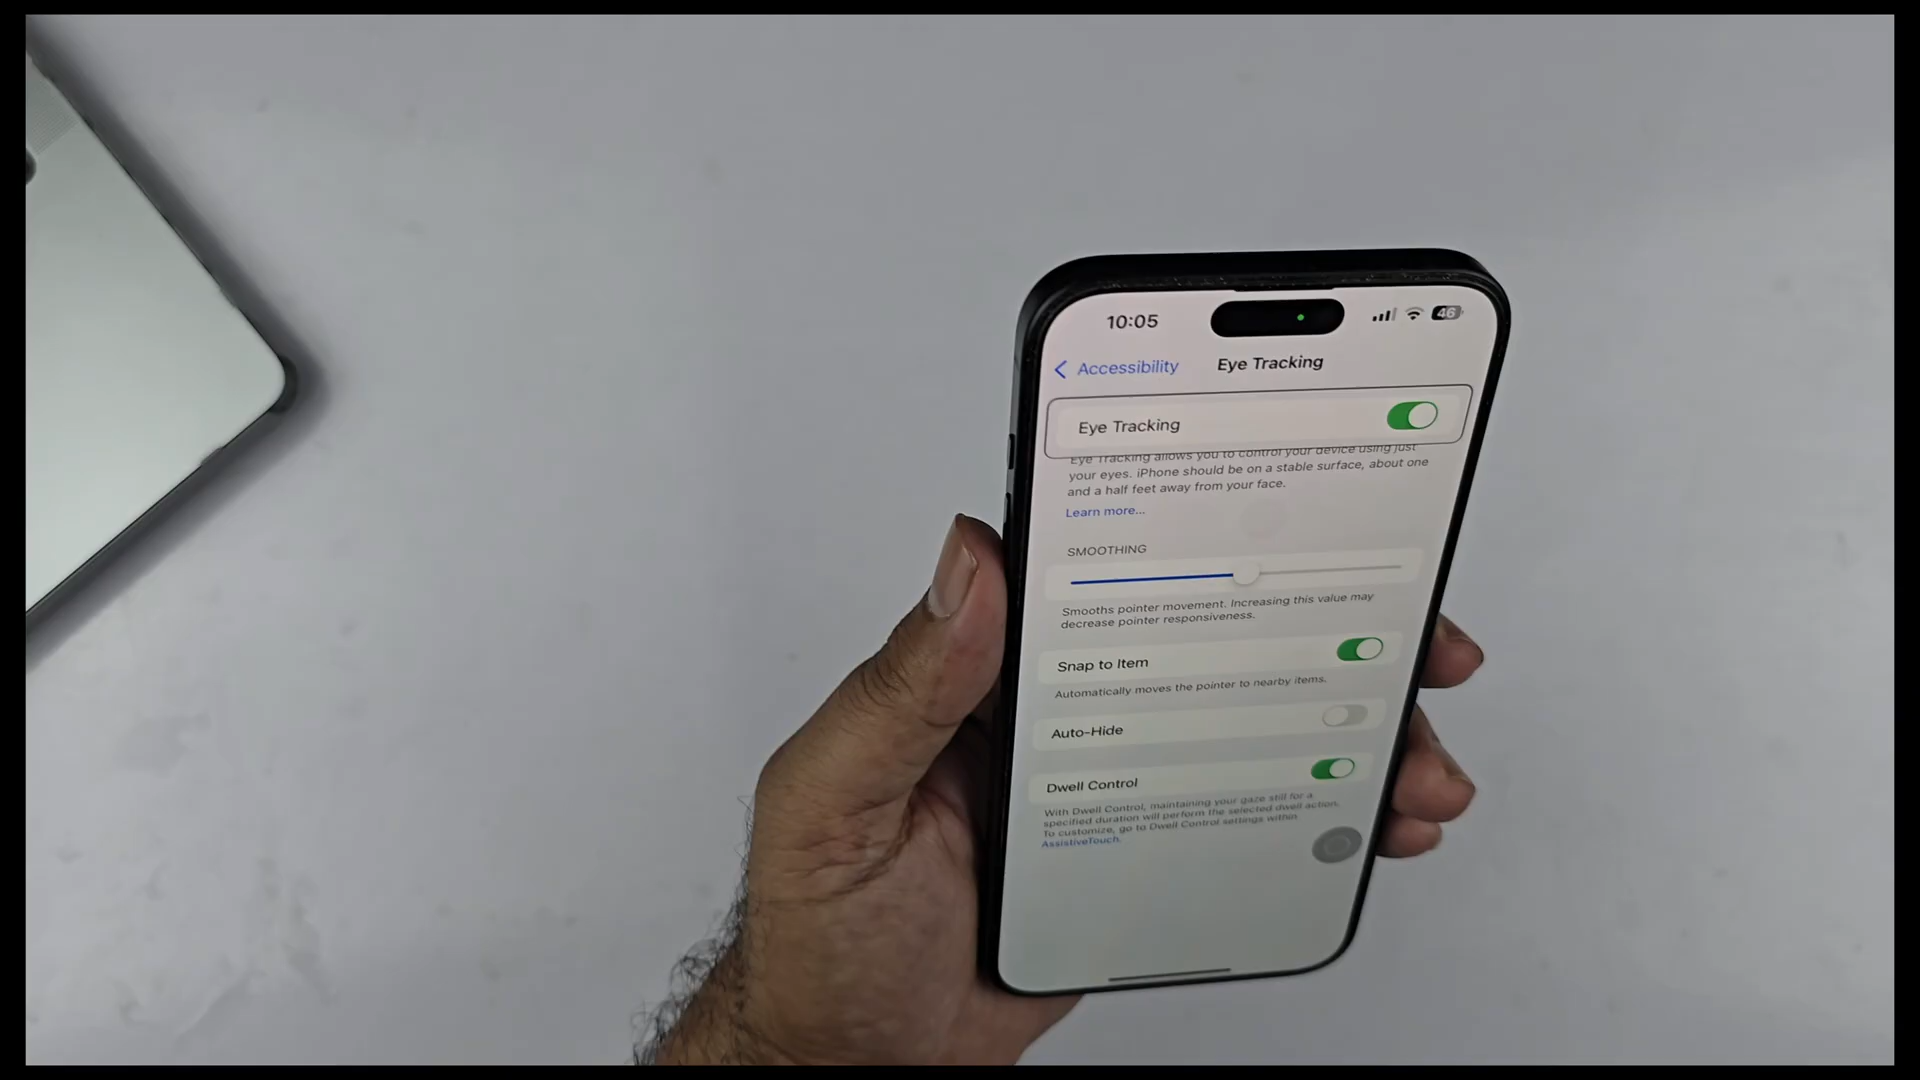 10:05
46
Accessibility
Eye Tracking
Eye Tracking
Eye Tracking allows you to control your device using just
your eyes. iPhone should be on a stable surface, about one
and a half feet away from your face.
Learn more...
SMOOTHING
Smooths pointer movement. Increasing this value may
decrease pointer responsiveness.
Snap to Item
Automatically moves the pointer to nearby items.
Auto-Hide
Dwell Control
With Dwell Control, maintaining your gaze still for a
specified duration will perform the selected dwell action.
To customize, go to Dwell Control settings within
AssistiveTouch.